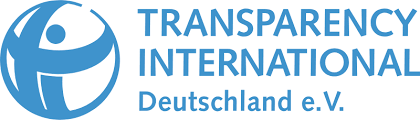 TRANSPARENCY
INTERNATIONAL
Deutschland e.V.